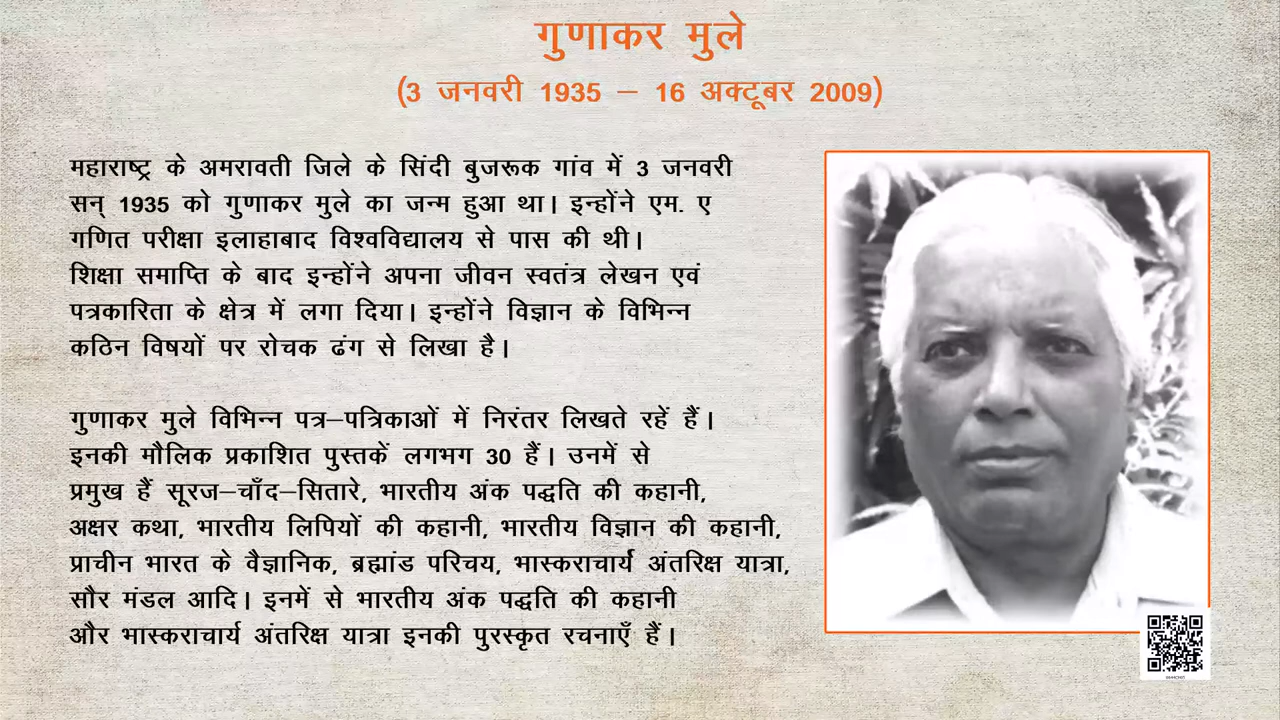 गुणाकर मुले
(3 जनवरी 1935 – 16 अक्टूबर 2009)
महाराष्ट्र के अमरावती जिले के सिंदी बुजरूक गांव में 3 जनवरी
सन् 1935 को गुणाकर मुले का जन्म हुआ था। इन्होंने एम. ए
गणित परीक्षा इलाहाबाद विश्वविद्यालय से पास की थी।
शिक्षा समाप्ति के बाद इन्होंने अपना जीवन स्वतंत्र लेखन एवं
पत्रकारिता के क्षेत्र में लगा दिया। इन्होंने विज्ञान के विभिन्न
कठिन विषयों पर रोचक ढंग से लिखा है।
गुणाकर मुले विभिन्न पत्र–पत्रिकाओं में निरंतर लिखते रहें हैं।
इनकी मौलिक प्रकाशित पुस्तकें लगभग 30 हैं। उनमें से
प्रमुख हैं सूरज–चाँद–सितारे, भारतीय अंक पद्धति की कहानी,
अक्षर कथा, भारतीय लिपियों की कहानी, भारतीय विज्ञान की कहानी,
प्राचीन भारत के वैज्ञानिक, ब्रह्मांड परिचय, भास्कराचार्य अंतरिक्ष यात्रा,
सौर मंडल आदि। इनमें से भारतीय अंक पद्धति की कहानी
और भास्कराचार्य अंतरिक्ष यात्रा इनकी पुरस्कृत रचनाएँ हैं।